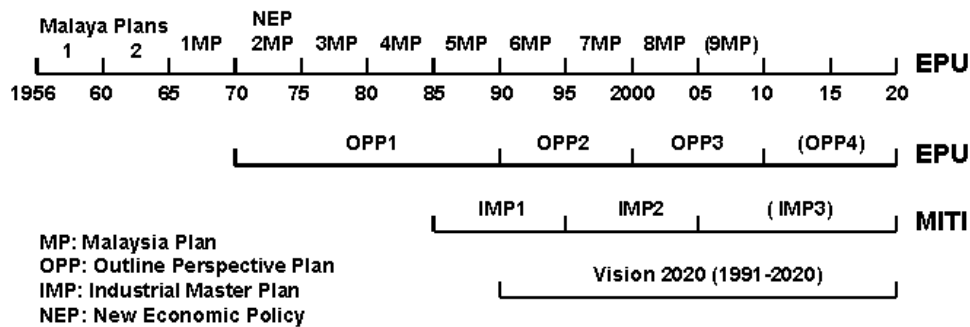 Malaya Plans NEP
1 2 1MP 2MP 3MP 4MP 5MP 6MP 7MP 8MP (9MP)
EPU
1956 60 65 70 75 80 85 90 95 2000 05 10 15 20
OPP1 OPP2 OPP3 (OPP4) EPU
IMP1 IMP2 ( IMP3) MITI
MP: Malaysia Plan
OPP: Outline Perspective Plan
IMP: Industrial Master Plan
NEP: New Economic Policy
Vision 2020 (1991-2020)